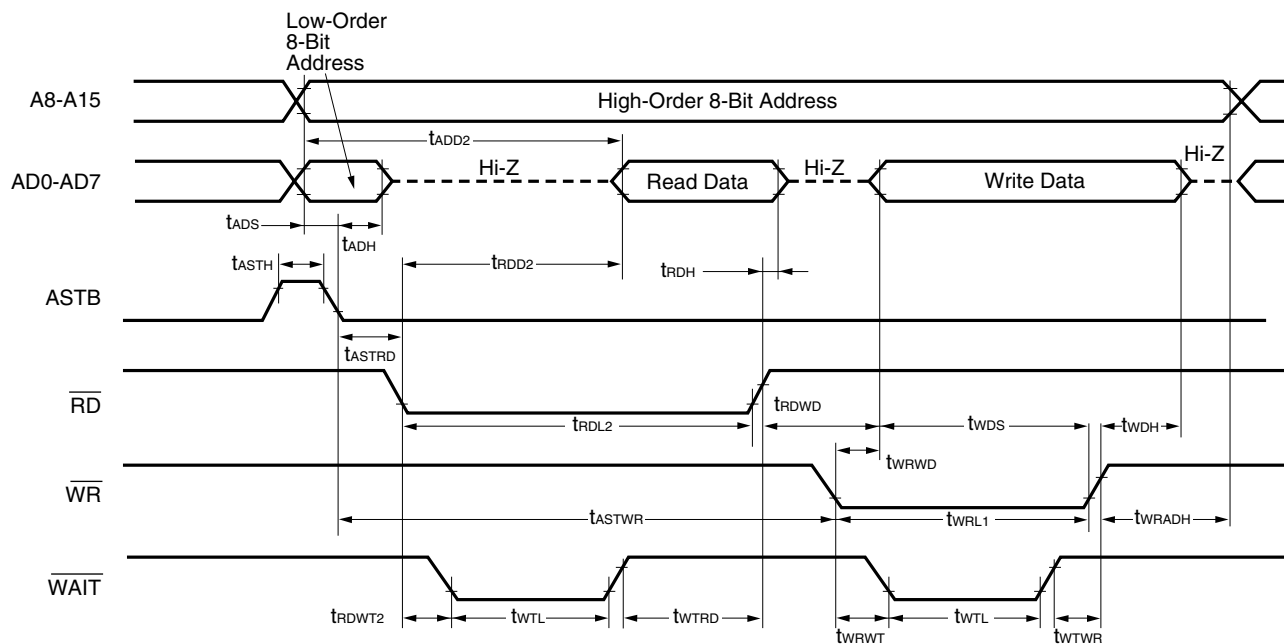 Low-Order
8-Bit
Address
A8-A15
High-Order 8-Bit Address
tADD2
Hi-Z
Hi-Z
Hi-Z
AD0-AD7
Read Data
Write Data
tADS
tADH
tASTH
tRDD2
tRDH
ASTB
tASTRD
RD
tRDWD
tRDL2
tWDS
tWDH
tWRWD
WR
tASTWR
tWRL1
tWRADH
WAIT
tRDWT2
tWTL
tWTRD
tWRWT
tWTL
tWTWR